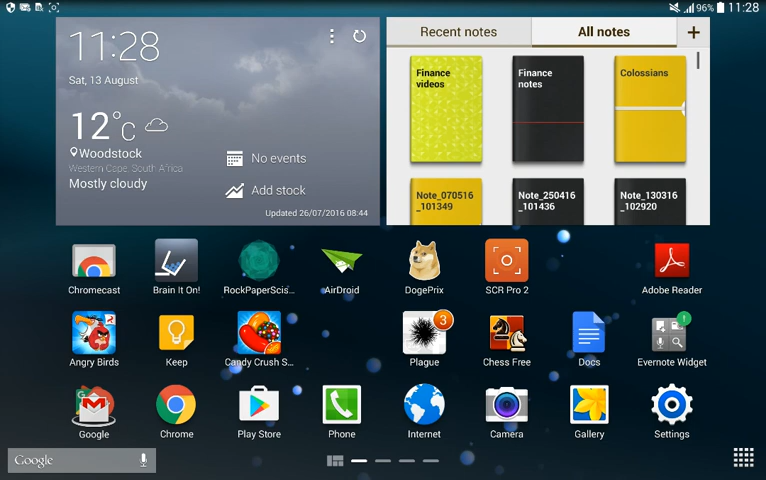 96% 11:28
11:28
Sat, 13 August
12°C
Woodstock
Western Cape, South Africa
Mostly cloudy
No events
Add stock
Updated 26/07/2016 08:44
Recent notes
All notes
+
Finance
videos
Finance
notes
Colossians
Note_070516
_101349
Note_250416
_101436
Note_130316
_102920
Chromecast
Brain It On!
RockPaperScis...
AirDroid
DogePrix
SCR Pro 2
Adobe Reader
Angry Birds
Keep
Candy Crush S...
3
Plague
Chess Free
Docs
!
Evernote Widget
Google
Chrome
Play Store
Phone
Internet
Camera
Gallery
Settings
Google